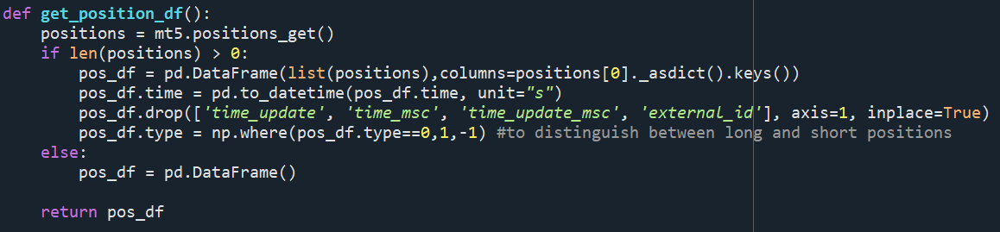 def get_position_df():
    positions = mt5.positions_get()
    if len(positions) > 0:
        pos_df = pd.DataFrame(list(positions),columns=positions[0]._asdict().keys())
        pos_df.time = pd.to_datetime(pos_df.time, unit="s")
        pos_df.drop(['time_update', 'time_msc', 'time_update_msc', 'external_id'], axis=1, inplace=True)
        pos_df.type = np.where(pos_df.type==0,1,-1) #to distinguish between long and short positions
    else:
        pos_df = pd.DataFrame()

    return pos_df